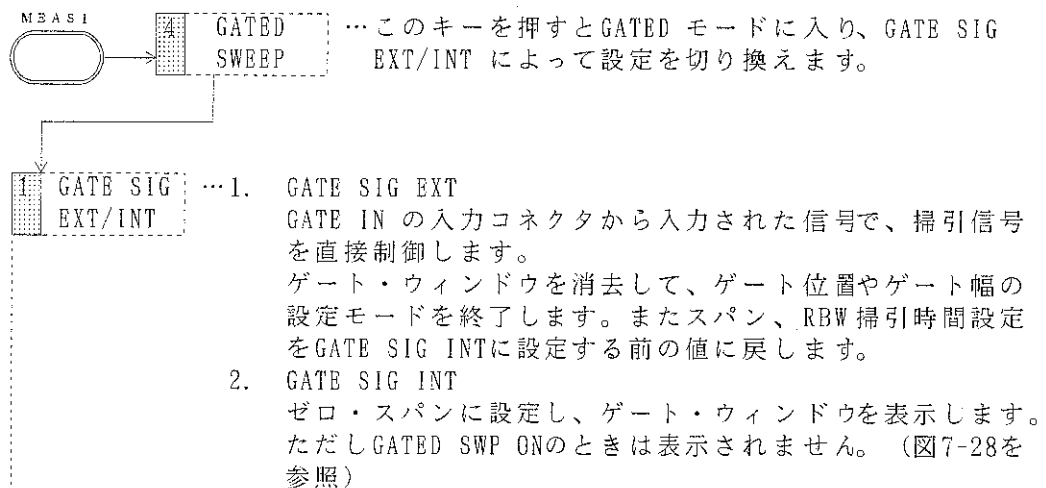 MEAS1
4 GATED
SWEEP
…このキーを押すとGATED モードに入り、GATE SIG
EXT/INT によって設定を切り換えます。
1 GATE SIG
EXT/INT
…1. GATE SIG EXT
GATE IN の入力コネクタから入力された信号で、掃引信号
を直接制御します。
ゲート・ウィンドウを消去して、ゲート位置やゲート幅の
設定モードを終了します。またスパン、RBW 掃引時間設定
をGATE SIG INTに設定する前の値に戻します。
2. GATE SIG INT
ゼロ・スパンに設定し、ゲート・ウィンドウを表示します。
ただしGATED SWP ONのときは表示されません。(図7-28を
参照)